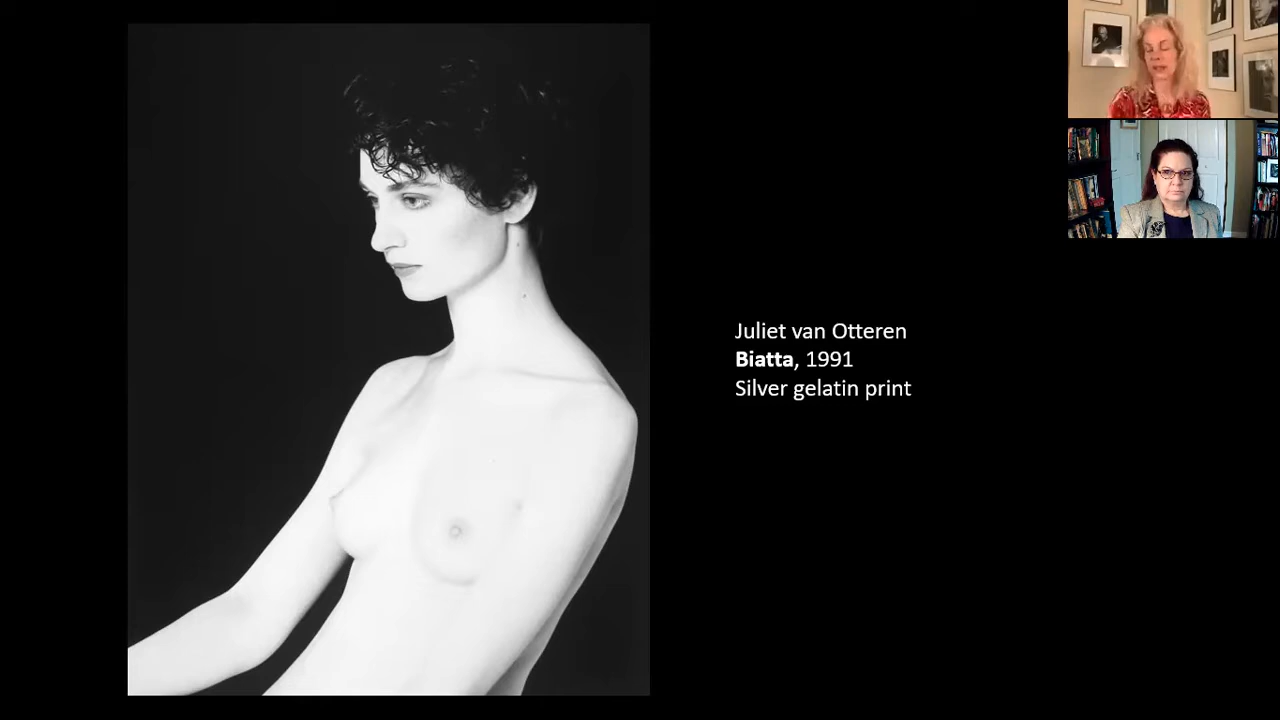 Juliet van Otteren
Biatta, 1991
Silver gelatin print